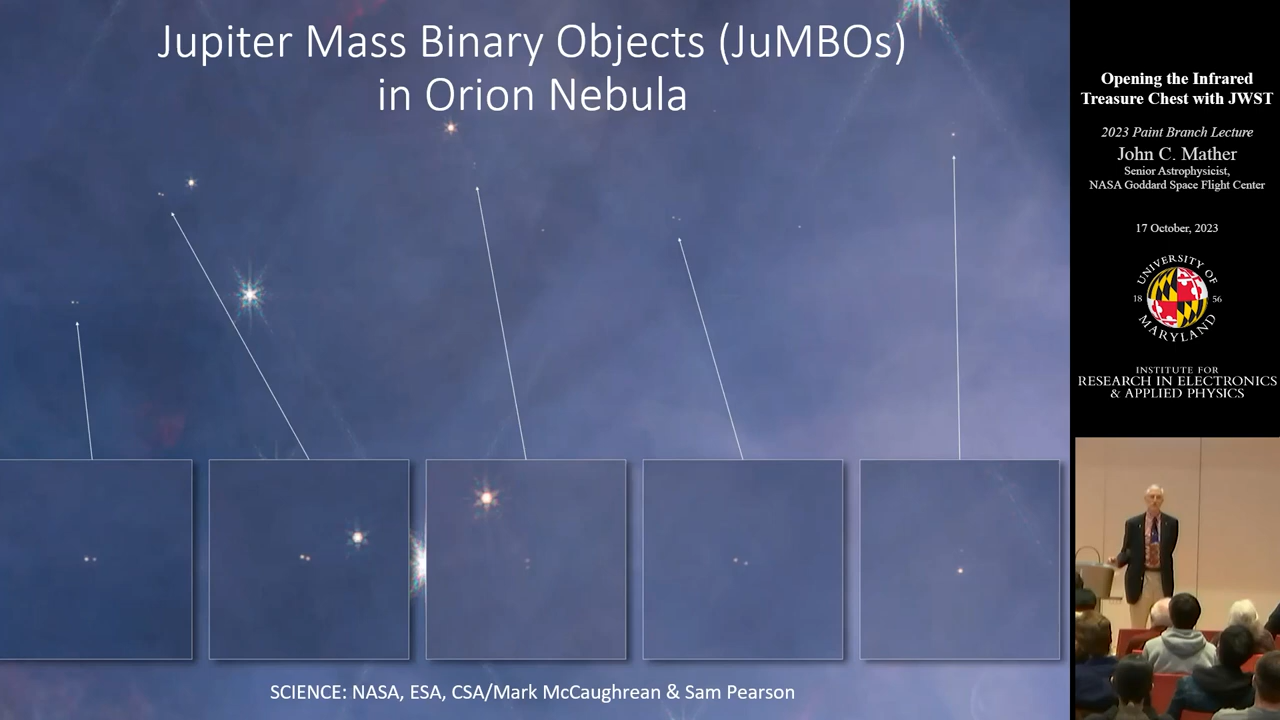 Jupiter Mass Binary Objects (JuMBOs)
in Orion Nebula
SCIENCE: NASA, ESA, CSA/Mark McCaughrean & Sam Pearson
Opening the Infrared
Treasure Chest with JWST
2023 Paint Branch Lecture
John C. Mather
Senior Astrophysicist,
NASA Goddard Space Flight Center
17 October, 2023
UNIVERSITY OF
18 56
MARYLAND
INSTITUTE FOR
RESEARCH IN ELECTRONICS
& APPLIED PHYSICS